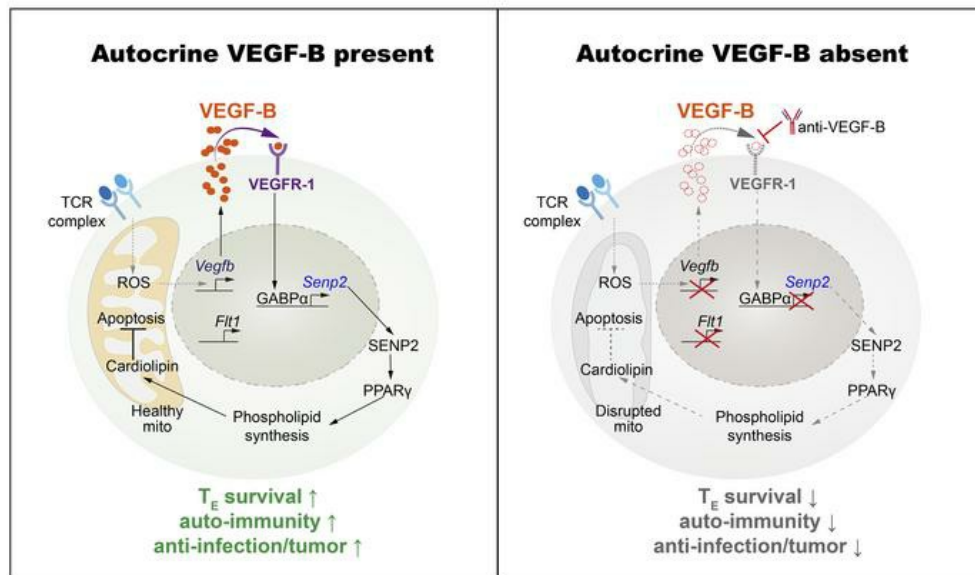 Autocrine VEGF-B present
VEGF-B
VEGFR-1
TCR
complex
ROS
Vegfb
Senp2
GABPα
Flt1
Apoptosis
SENP2
Cardiolipin
PPARγ
Healthy
mito
Phospholipid
synthesis
T_E survival ↑
auto-immunity ↑
anti-infection/tumor ↑
Autocrine VEGF-B absent
VEGF-B
anti-VEGF-B
VEGFR-1
TCR
complex
ROS
Vegfb
Senp2
GABPα
Flt1
Apoptosis
SENP2
Cardiolipin
PPARγ
Disrupted
mito
Phospholipid
synthesis
T_E survival ↓
auto-immunity ↓
anti-infection/tumor ↓